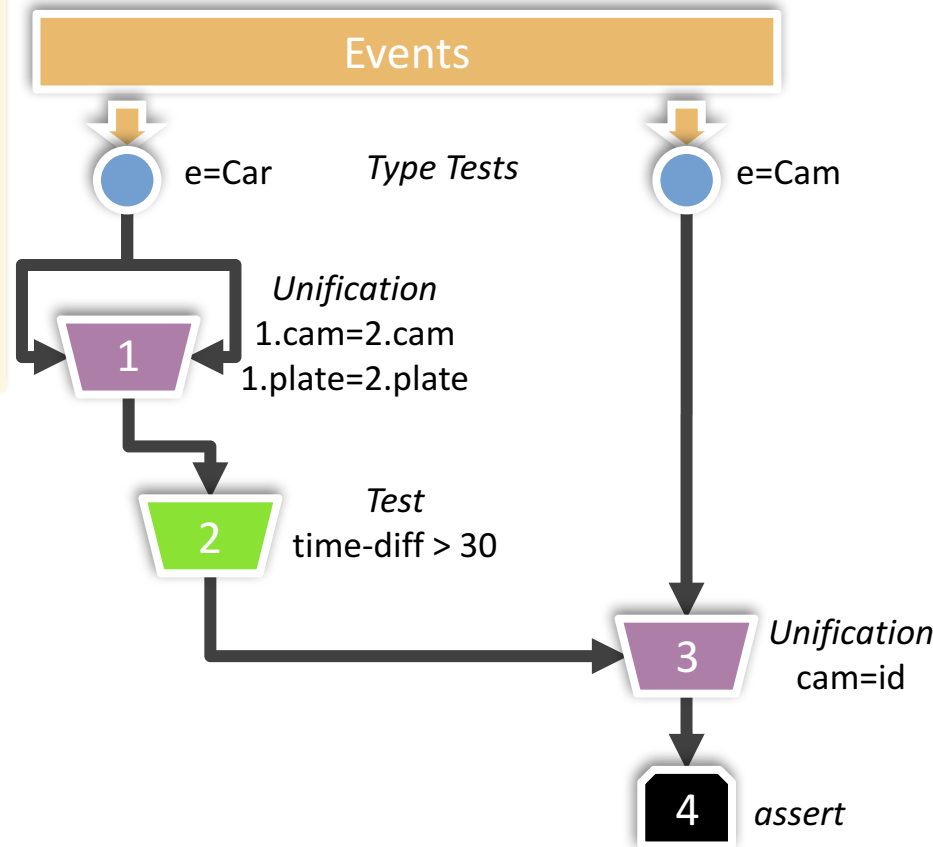 Events
e=Car
Type Tests
e=Cam
Unification
1.cam=2.cam
1.plate=2.plate
1
Test
time-diff > 30
2
Unification
cam=id
3
4
assert